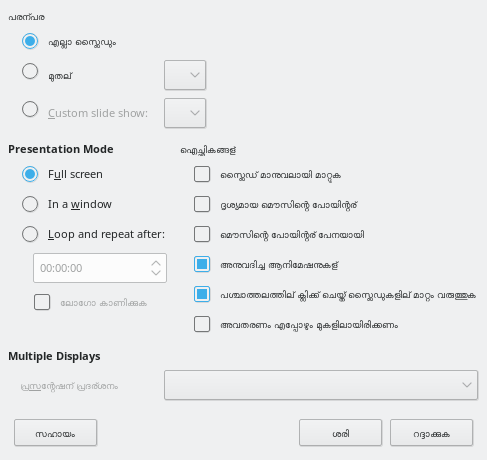 പരന്പര
എല്ലാ സ്ലൈഡും
മുതല്
Custom slide show:
Presentation Mode
ഐച്ഛികങ്ങള്
Full screen
സ്ലൈഡ് മാനുവലായി മാറ്റുക
In a window
ദൃശ്യമായ മൌസിന്റെ പോയിന്റര്
Loop and repeat after:
മൌസിന്റെ പോയിന്റര് പേനയായി
00:00:00
അനുവദിച്ച ആനിമേഷനുകള്
ലോഗോ കാണിക്കുക
പശ്ചാത്തലത്തില് ക്ലിക്ക് ചെയ്ത് സ്ലൈഡുകളില് മാറ്റം വരുത്തുക
അവതരണം എപ്പോഴും മുകളിലായിരിക്കണം
Multiple Displays
പ്രസന്റേഷന് പ്രദര്ശനം
സഹായം
ശരി
റദ്ദാക്കുക